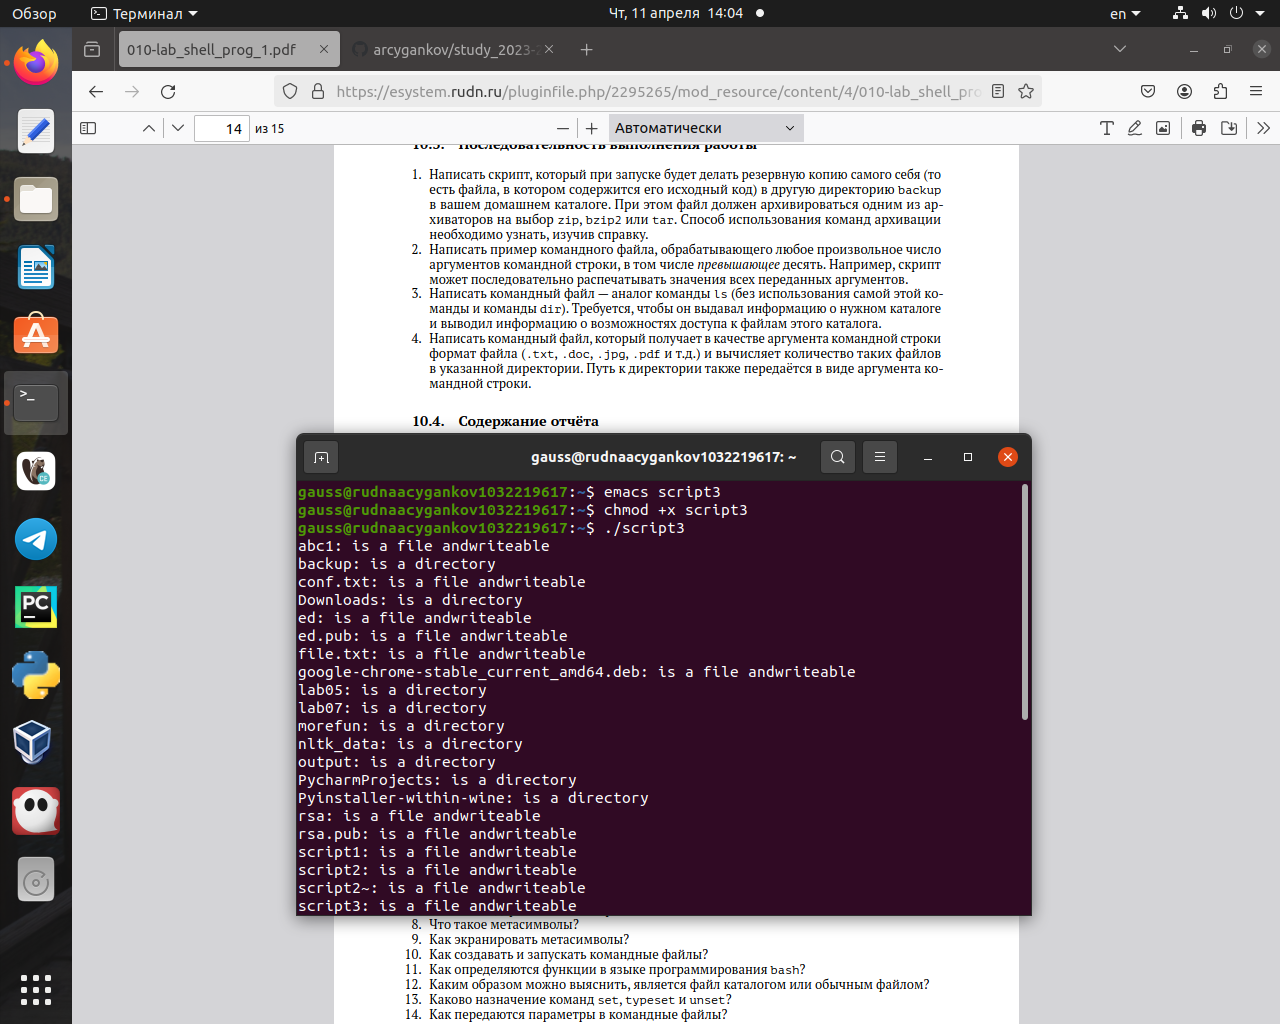 Обзор
Терминал
Чт, 11 апреля 14:04
en
010-lab_shell_prog_1.pdf
arcygankov/study_2023-2
https://esystem.rudn.ru/pluginfile.php/2295265/mod_resource/content/4/010-lab_shell_pro
14
из 15
Автоматически
10.3. Последовательность выполнения работы
1. Написать скрипт, который при запуске будет делать резервную копию самого себя (то
есть файла, в котором содержится его исходный код) в другую директорию backup
в вашем домашнем каталоге. При этом файл должен архивироваться одним из ар-
хиваторов на выбор zip, bzip2 или tar. Способ использования команд архивации
необходимо узнать, изучив справку.
2. Написать пример командного файла, обрабатывающего любое произвольное число
аргументов командной строки, в том числе превышающее десять. Например, скрипт
может последовательно распечатывать значения всех переданных аргументов.
3. Написать командный файл — аналог команды ls (без использования самой этой ко-
манды и команды dir). Требуется, чтобы он выдавал информацию о нужном каталоге
и выводил информацию о возможностях доступа к файлам этого каталога.
4. Написать командный файл, который получает в качестве аргумента командной строки
формат файла (.txt, .doc, .jpg, .pdf и т.д.) и вычисляет количество таких файлов
в указанной директории. Путь к директории также передаётся в виде аргумента ко-
мандной строки.
10.4. Содержание отчёта
gauss@rudnaacygankov1032219617: ~
gauss@rudnaacygankov1032219617:~$ emacs script3
gauss@rudnaacygankov1032219617:~$ chmod +x script3
gauss@rudnaacygankov1032219617:~$ ./script3
abc1: is a file andwriteable
backup: is a directory
conf.txt: is a file andwriteable
Downloads: is a directory
ed: is a file andwriteable
ed.pub: is a file andwriteable
file.txt: is a file andwriteable
google-chrome-stable_current_amd64.deb: is a file andwriteable
lab05: is a directory
lab07: is a directory
morefun: is a directory
nltk_data: is a directory
output: is a directory
PycharmProjects: is a directory
Pyinstaller-within-wine: is a directory
rsa: is a file andwriteable
rsa.pub: is a file andwriteable
script1: is a file andwriteable
script2: is a file andwriteable
script2~: is a file andwriteable
script3: is a file andwriteable
8. Что такое метасимволы?
9. Как экранировать метасимволы?
10. Как создавать и запускать командные файлы?
11. Как определяются функции в языке программирования bash?
12. Каким образом можно выяснить, является файл каталогом или обычным файлом?
13. Каково назначение команд set, typeset и unset?
14. Как передаются параметры в командные файлы?